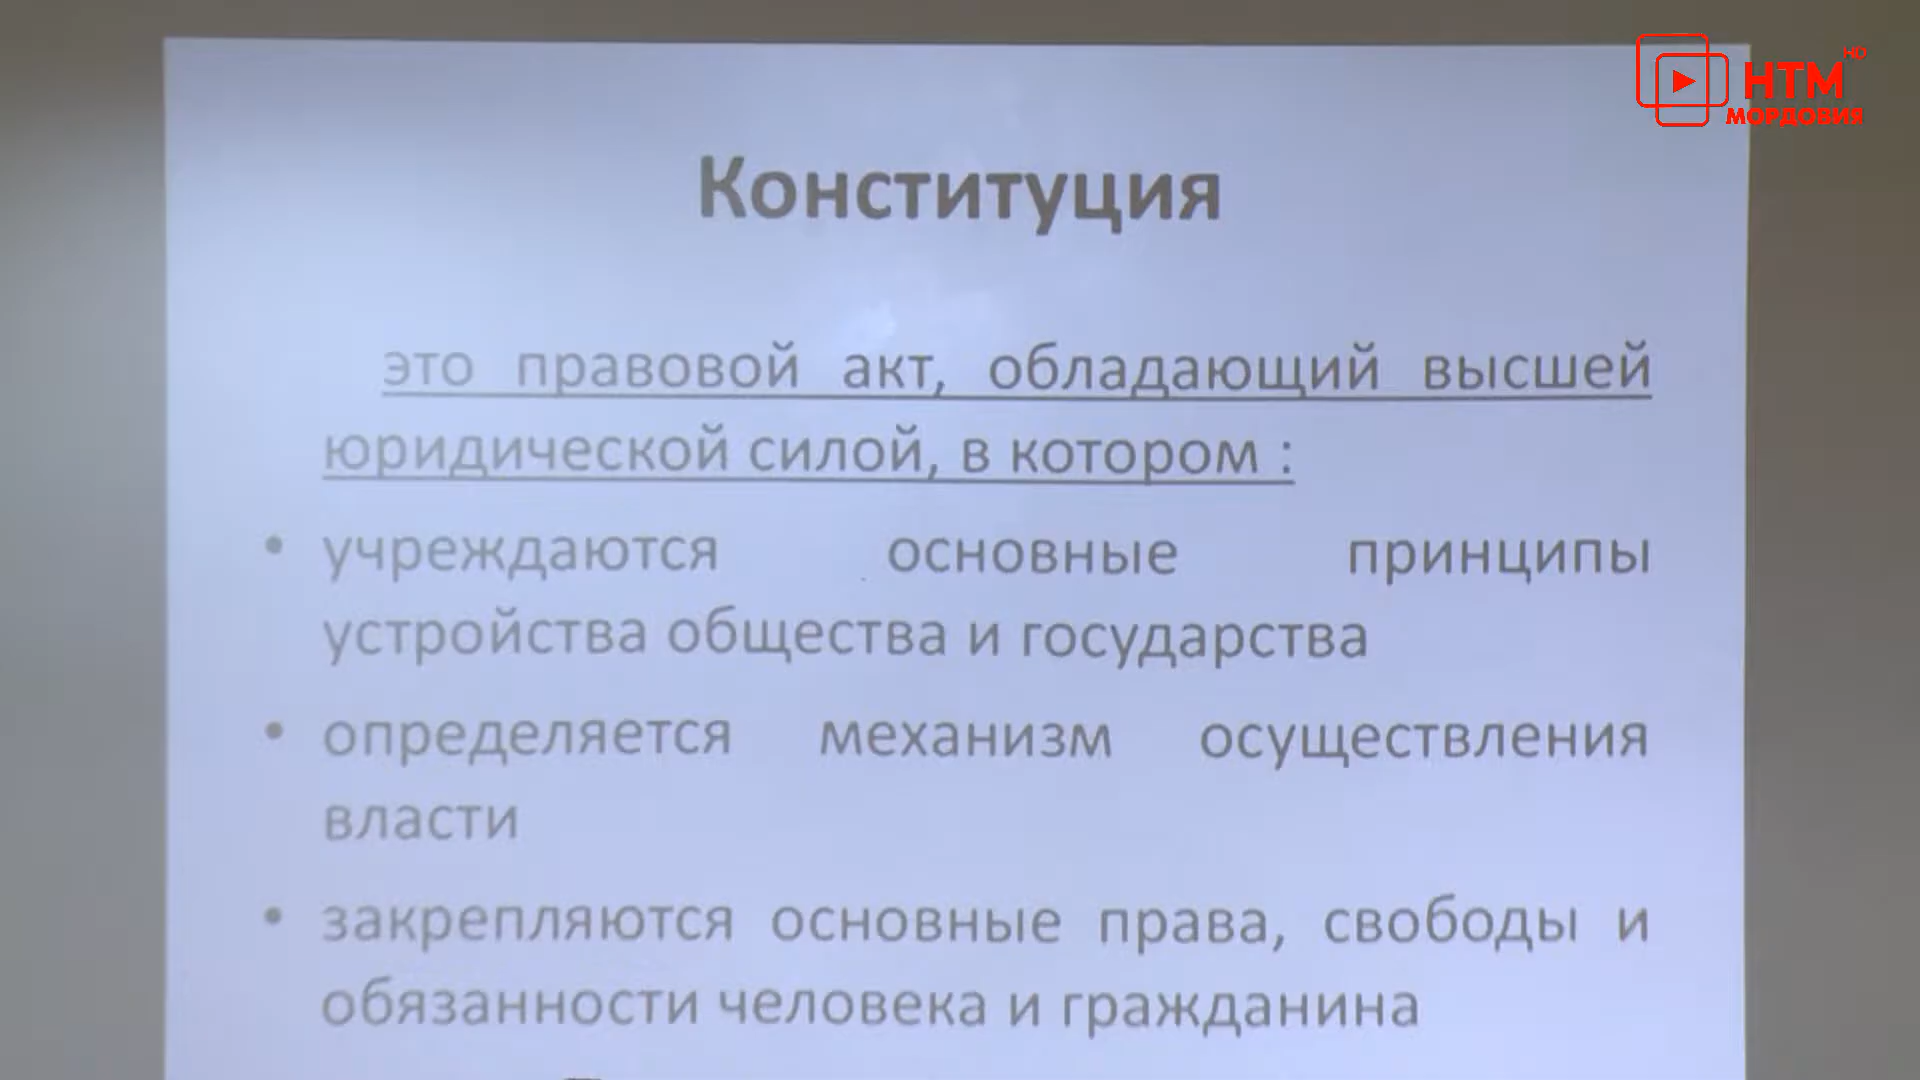 HD
НТМ
МОРДОВИЯ
Конституция
это правовой акт, обладающий высшей
юридической силой, в котором :
• учреждаются основные принципы
устройства общества и государства
• определяется механизм осуществления
власти
• закрепляются основные права, свободы и
обязанности человека и гражданина